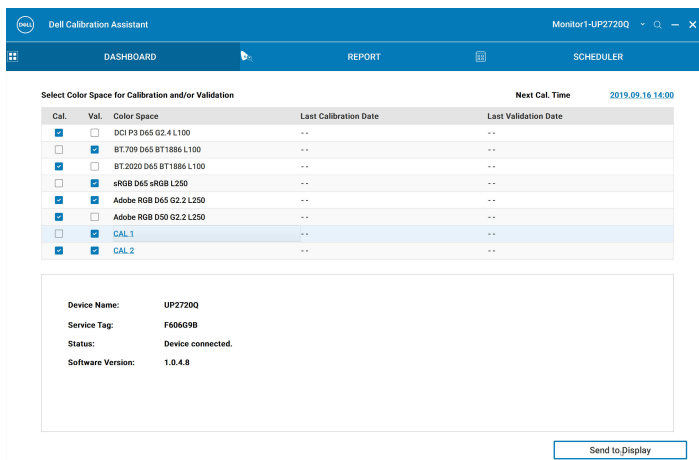 DELL Dell Calibration Assistant Monitor1-UP2720Q
DASHBOARD REPORT SCHEDULER
Select Color Space for Calibration and/or Validation Next Cal. Time 2019.09.16 14:00
Cal. Val. Color Space Last Calibration Date Last Validation Date
DCI P3 D65 G2.4 L100 - - - -
BT.709 D65 BT1886 L100 - - - -
BT.2020 D65 BT1886 L100 - - - -
sRGB D65 sRGB L250 - - - -
Adobe RGB D65 G2.2 L250 - - - -
Adobe RGB D50 G2.2 L250 - - - -
CAL 1 - - - -
CAL 2 - - - -
Device Name: UP2720Q
Service Tag: F606G9B
Status: Device connected.
Software Version: 1.0.4.8
Send to Display